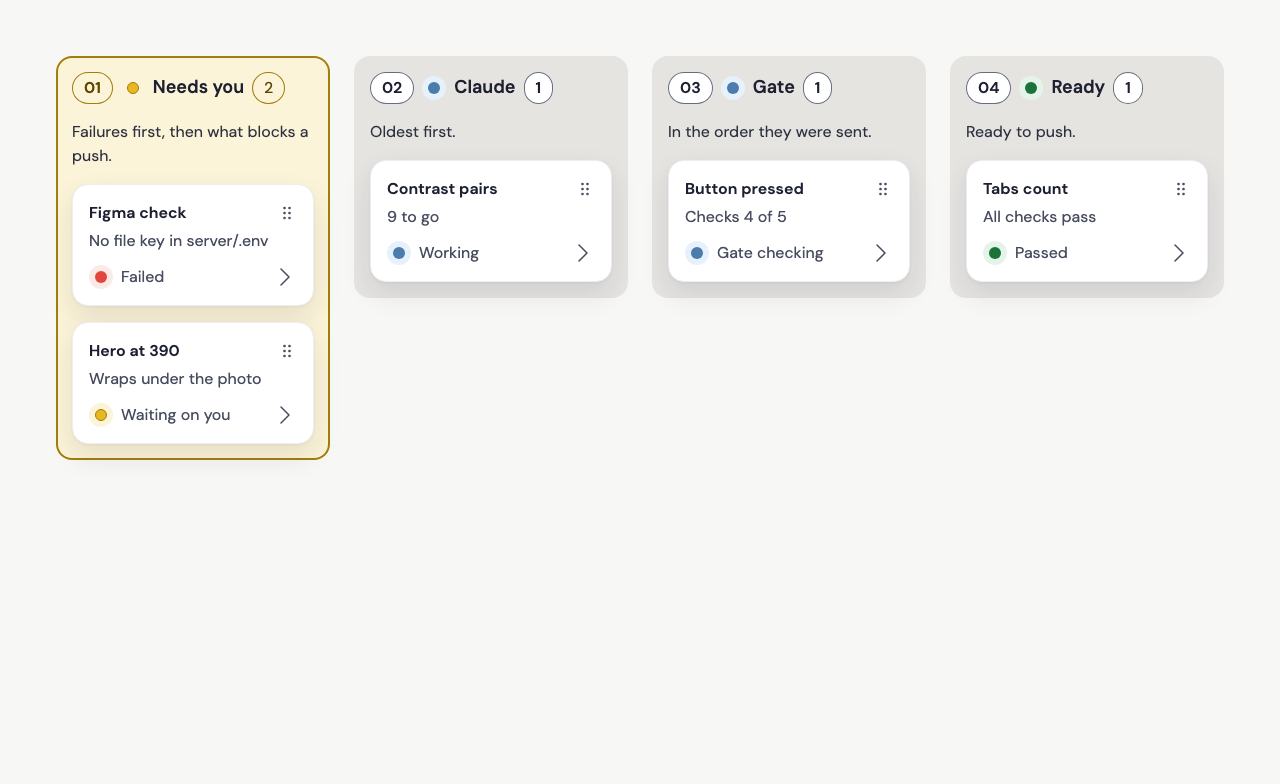 01 Needs you 2
Failures first, then what blocks a
push.
Figma check
No file key in server/.env
Failed
Hero at 390
Wraps under the photo
Waiting on you
02 Claude 1
Oldest first.
Contrast pairs
9 to go
Working
03 Gate 1
In the order they were sent.
Button pressed
Checks 4 of 5
Gate checking
04 Ready 1
Ready to push.
Tabs count
All checks pass
Passed